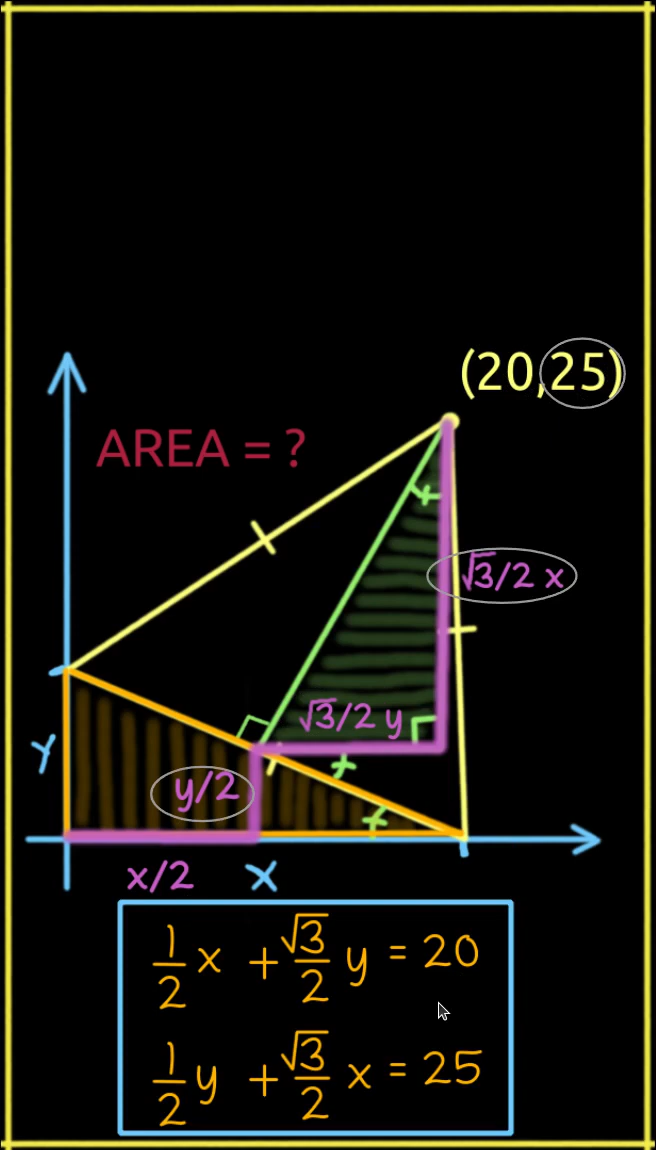 (20,25)
AREA = ?
√3/2 x
√3/2 y
Y
y/2
x/2
X
1/2 x + √3/2 y = 20
1/2 y + √3/2 x = 25